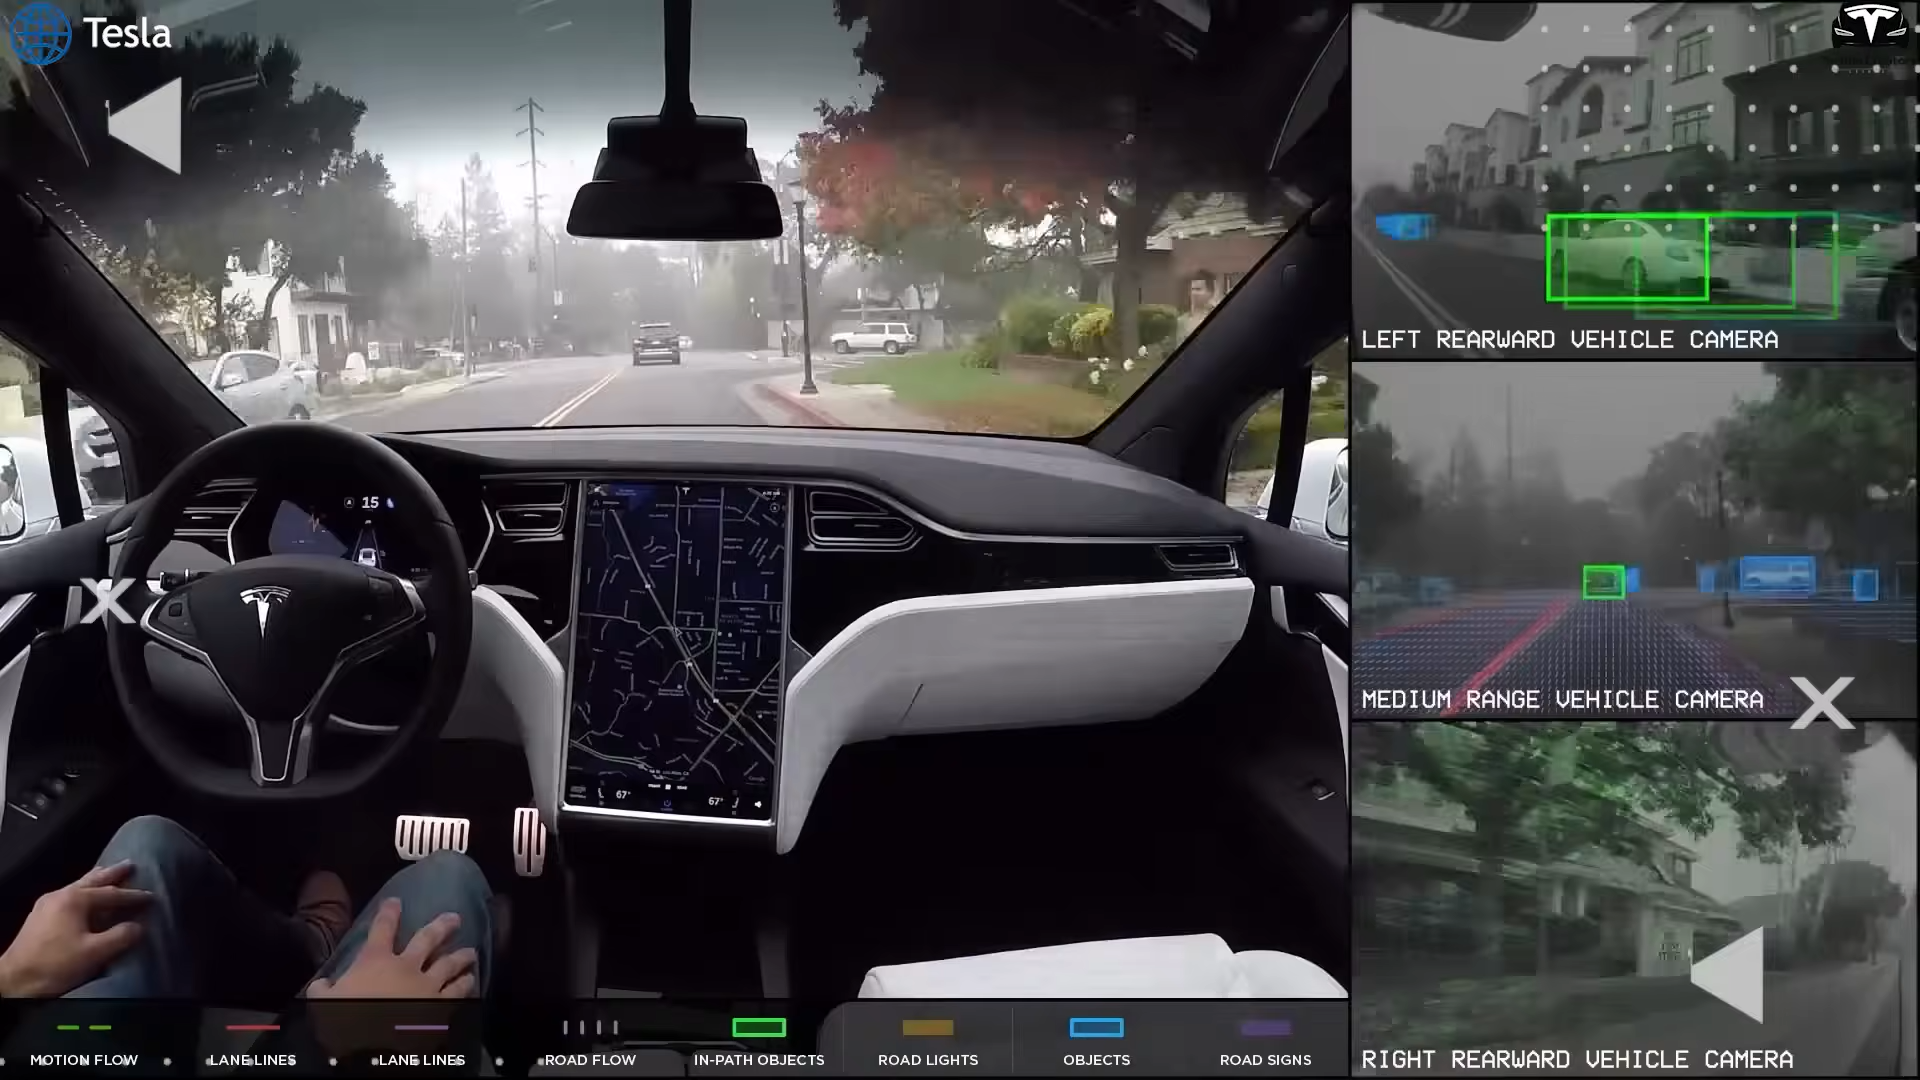 Tesla
15
67°
67°
LEFT REARWARD VEHICLE CAMERA
MEDIUM RANGE VEHICLE CAMERA
RIGHT REARWARD VEHICLE CAMERA
MOTION FLOW
LANE LINES
LANE LINES
ROAD FLOW
IN-PATH OBJECTS
ROAD LIGHTS
OBJECTS
ROAD SIGNS